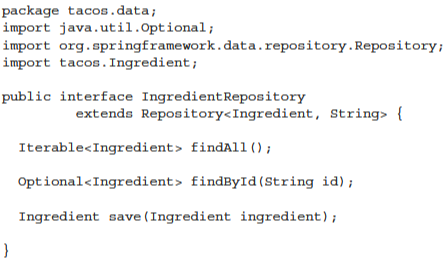 package tacos.data;
import java.util.Optional;
import org.springframework.data.repository.Repository;
import tacos.Ingredient;
public interface IngredientRepository
extends Repository<Ingredient, String> {
Iterable<Ingredient> findAll();
Optional<Ingredient> findById(String id);
Ingredient save(Ingredient ingredient);
}